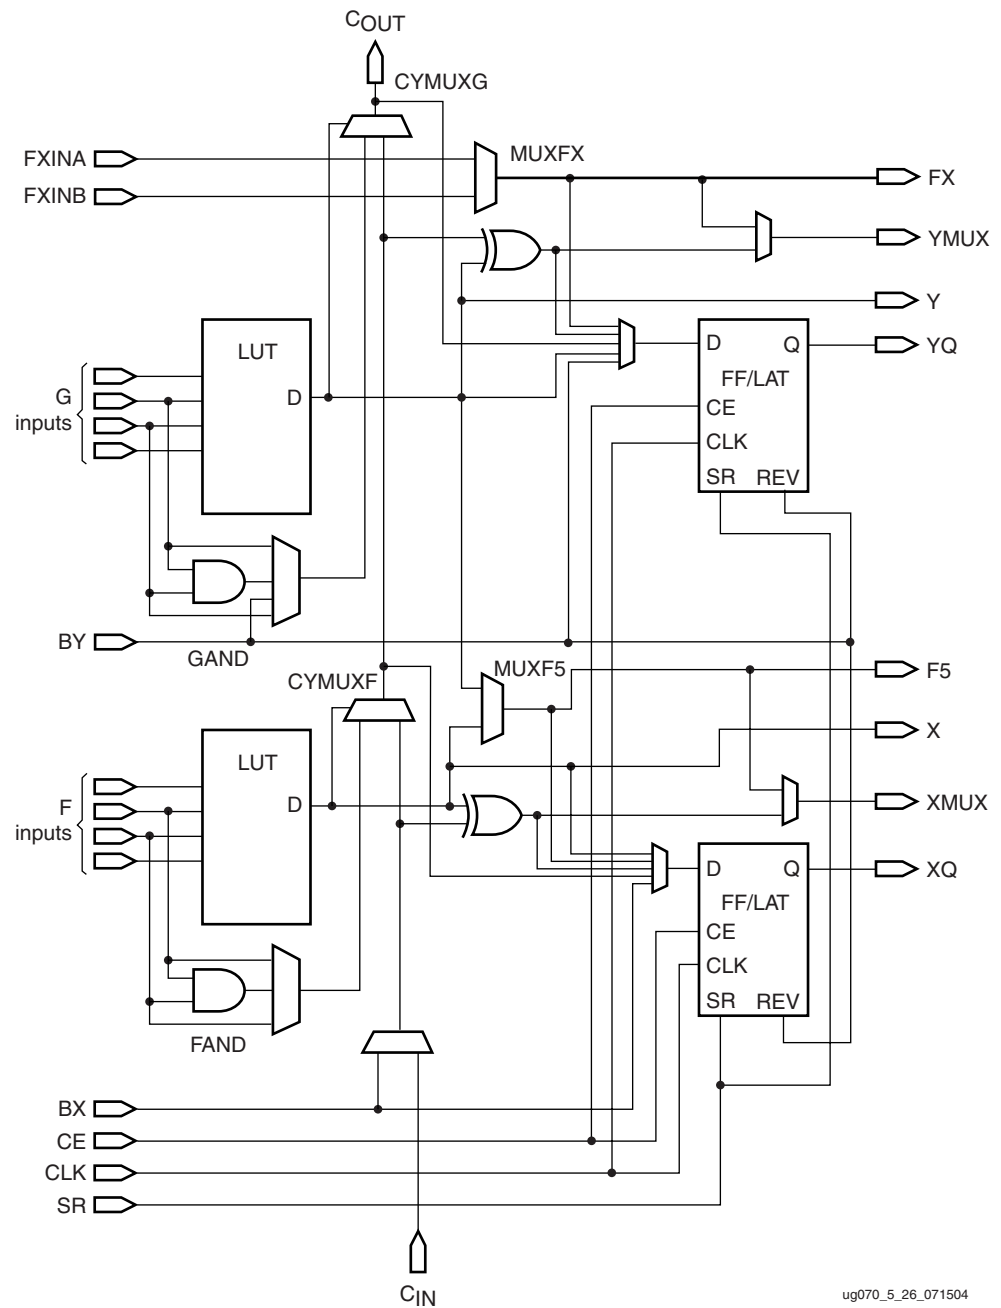 COUT
CYMUXG
FXINA
MUXFX
FX
FXINB
YMUX
Y
LUT
D
Q
YQ
FF/LAT
G
inputs
D
CE
CLK
SR REV
BY
GAND
MUXF5
F5
CYMUXF
X
LUT
D
F
inputs
XMUX
D
Q
XQ
FF/LAT
CE
CLK
SR REV
FAND
BX
CE
CLK
SR
CIN
ug070_5_26_071504